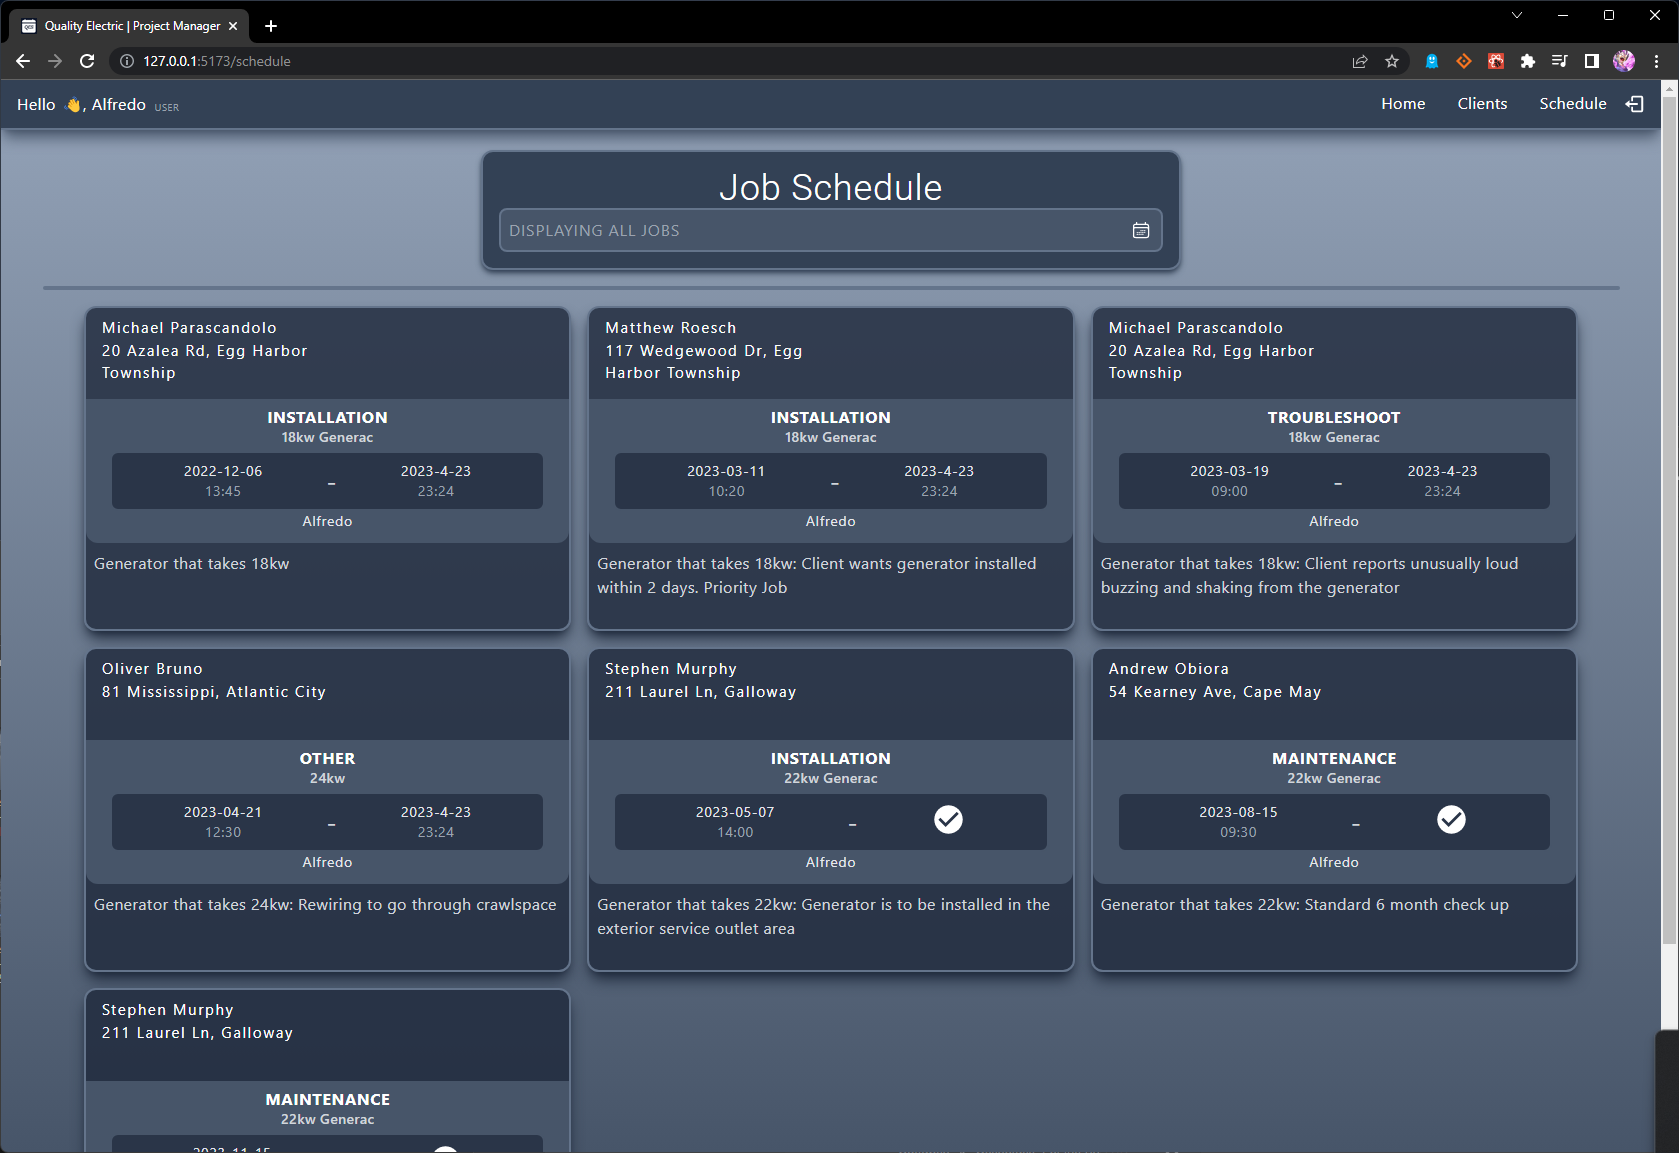 Quality Electric | Project Manager
127.0.0.1:5173/schedule
Hello 👋, Alfredo USER
Home Clients Schedule
Job Schedule
DISPLAYING ALL JOBS
Michael Parascandolo
20 Azalea Rd, Egg Harbor
Township
INSTALLATION
18kw Generac
2022-12-06 - 2023-4-23
13:45 23:24
Alfredo
Generator that takes 18kw
Matthew Roesch
117 Wedgewood Dr, Egg
Harbor Township
INSTALLATION
18kw Generac
2023-03-11 - 2023-4-23
10:20 23:24
Alfredo
Generator that takes 18kw: Client wants generator installed
within 2 days. Priority Job
Michael Parascandolo
20 Azalea Rd, Egg Harbor
Township
TROUBLESHOOT
18kw Generac
2023-03-19 - 2023-4-23
09:00 23:24
Alfredo
Generator that takes 18kw: Client reports unusually loud
buzzing and shaking from the generator
Oliver Bruno
81 Mississippi, Atlantic City
OTHER
24kw
2023-04-21 - 2023-4-23
12:30 23:24
Alfredo
Generator that takes 24kw: Rewiring to go through crawlspace
Stephen Murphy
211 Laurel Ln, Galloway
INSTALLATION
22kw Generac
2023-05-07 -
14:00
Alfredo
Generator that takes 22kw: Generator is to be installed in the
exterior service outlet area
Andrew Obiora
54 Kearney Ave, Cape May
MAINTENANCE
22kw Generac
2023-08-15 -
09:30
Alfredo
Generator that takes 22kw: Standard 6 month check up
Stephen Murphy
211 Laurel Ln, Galloway
MAINTENANCE
22kw Generac
2023-11-15